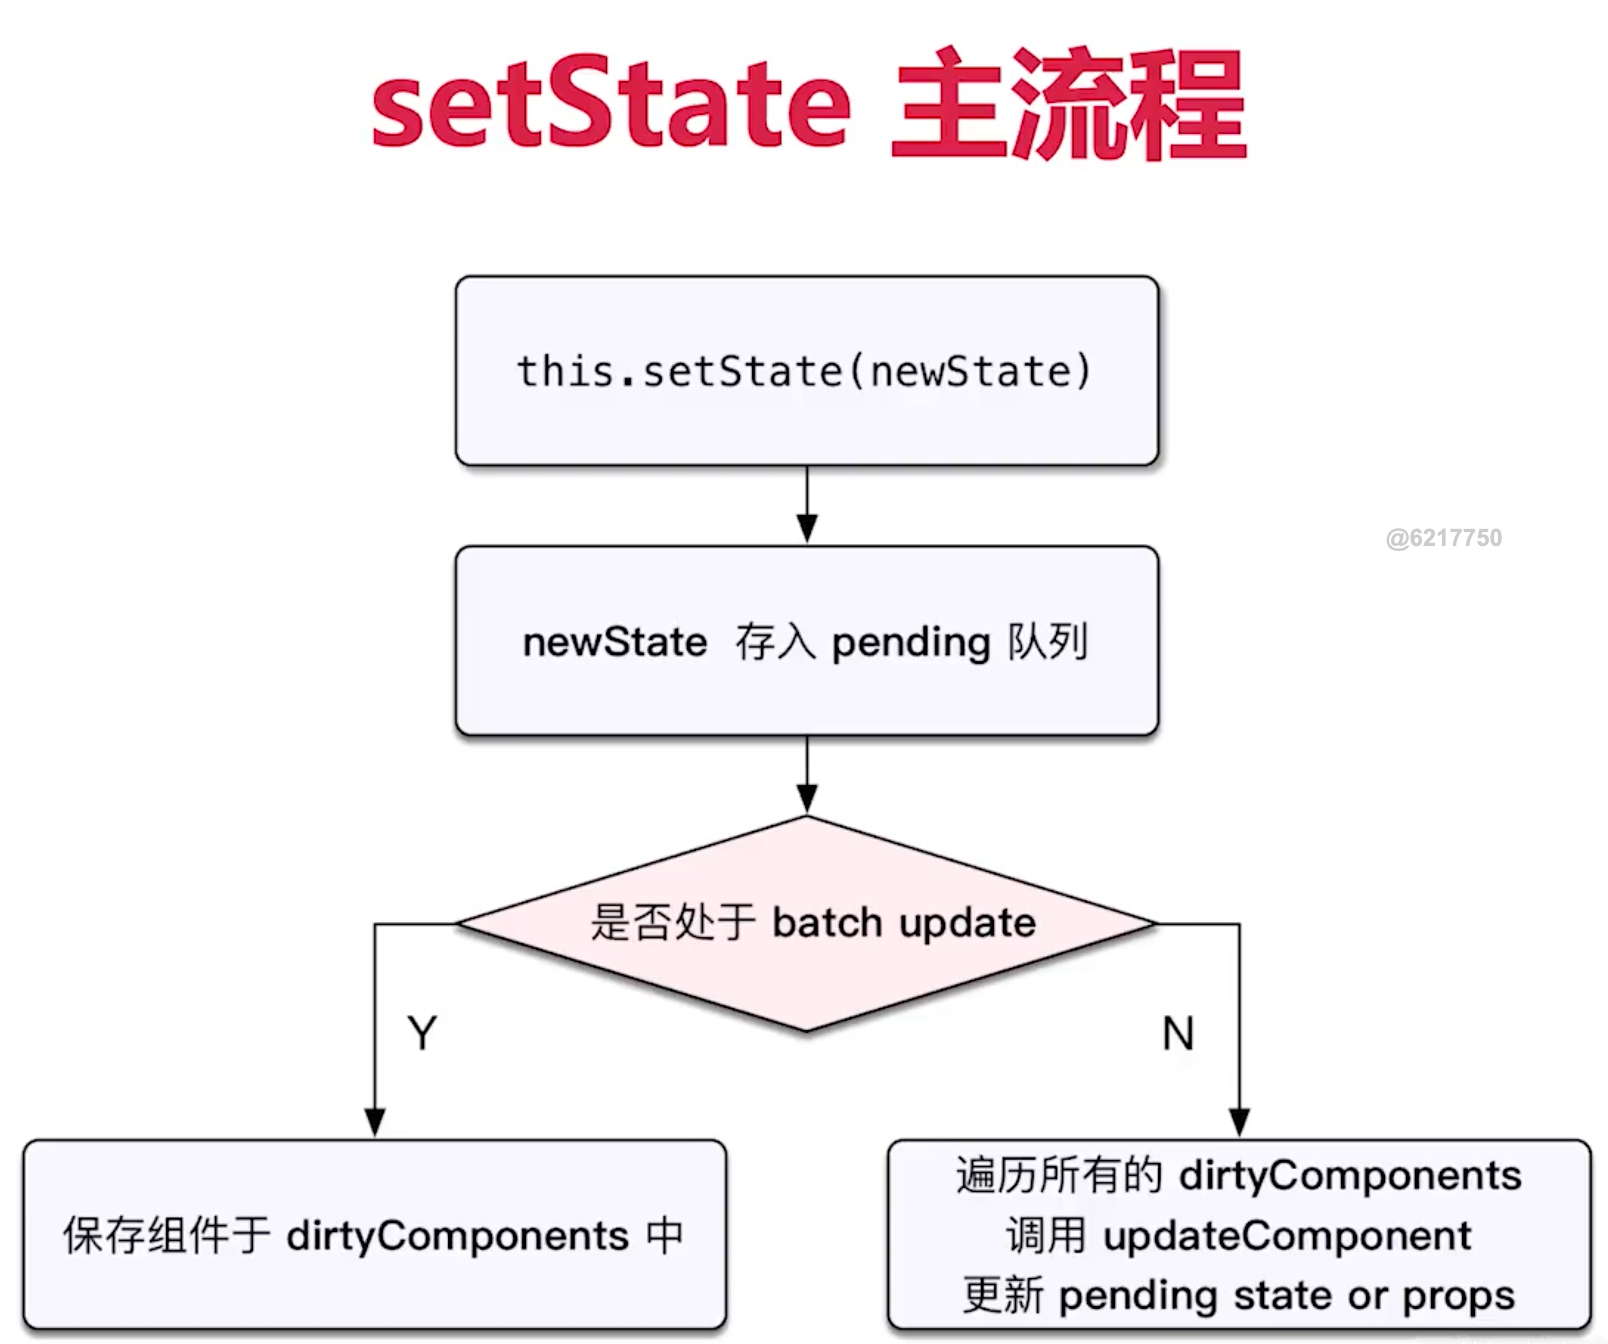 setState 主流程
this.setState(newState)
@6217750
newState 存入 pending 队列
是否处于 batch update
Y
N
保存组件于 dirtyComponents 中
遍历所有的 dirtyComponents
调用 updateComponent
更新 pending state or props